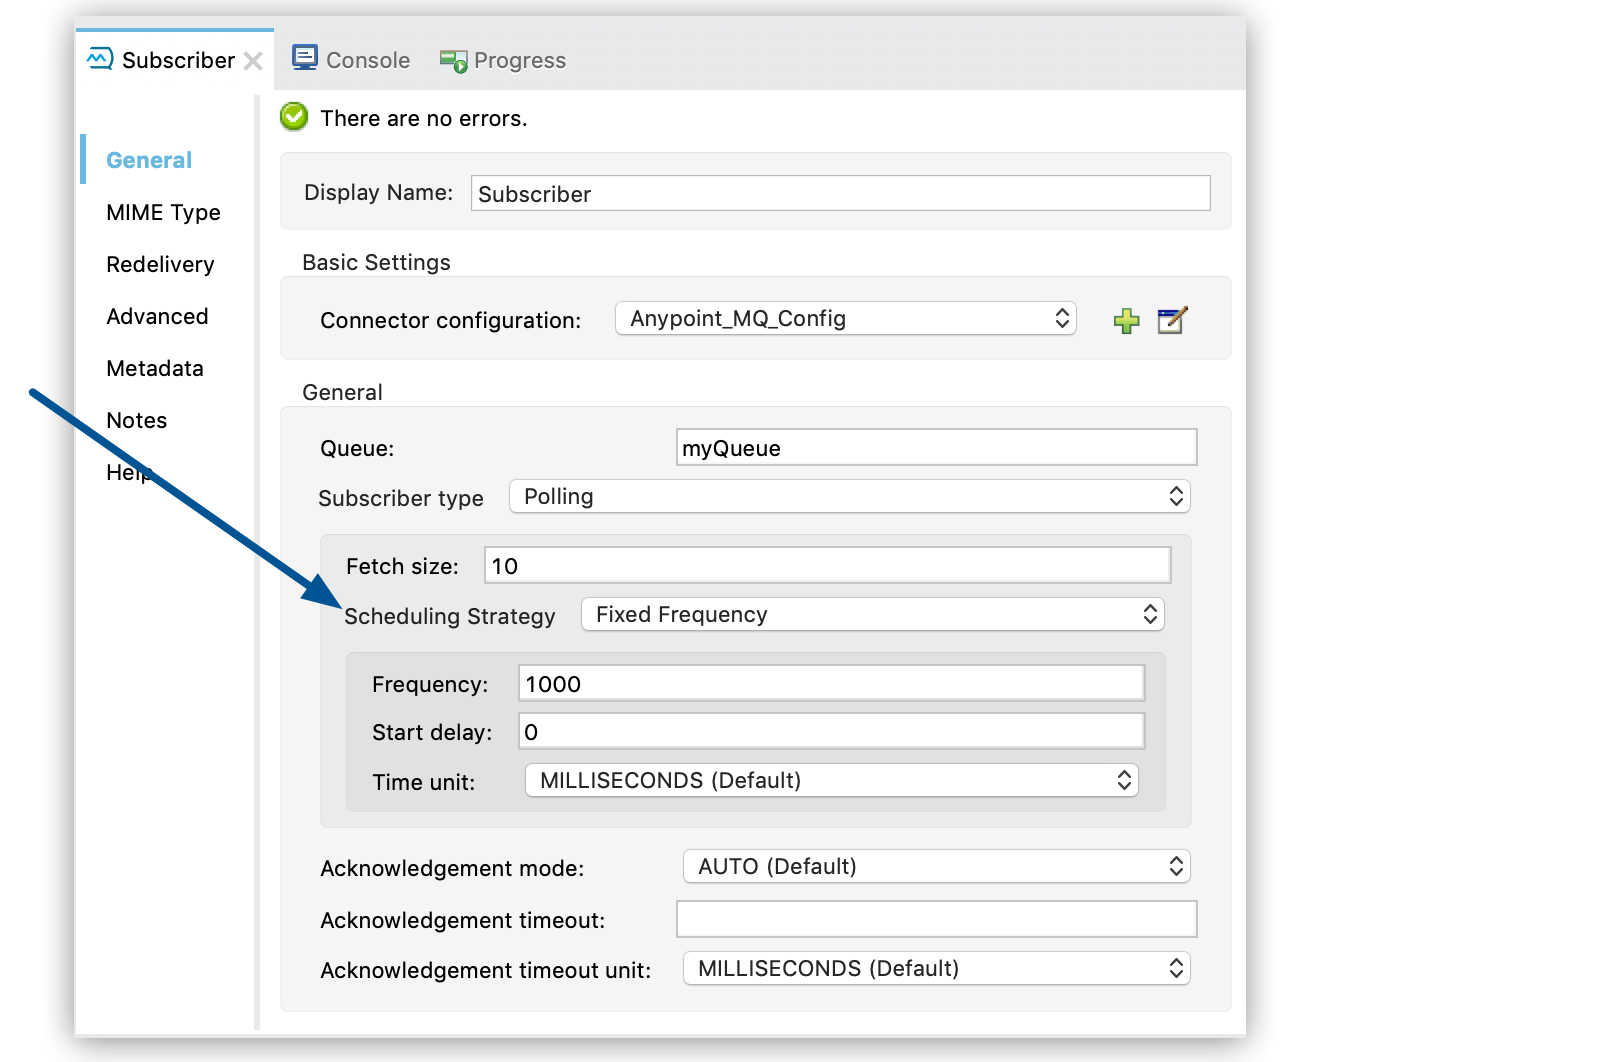 Subscriber
Console
Progress
There are no errors.
General
MIME Type
Redelivery
Advanced
Metadata
Notes
Help
Display Name: Subscriber
Basic Settings
Connector configuration: Anypoint_MQ_Config
General
Queue: myQueue
Subscriber type Polling
Fetch size: 10
Scheduling Strategy Fixed Frequency
Frequency: 1000
Start delay: 0
Time unit: MILLISECONDS (Default)
Acknowledgement mode: AUTO (Default)
Acknowledgement timeout:
Acknowledgement timeout unit: MILLISECONDS (Default)